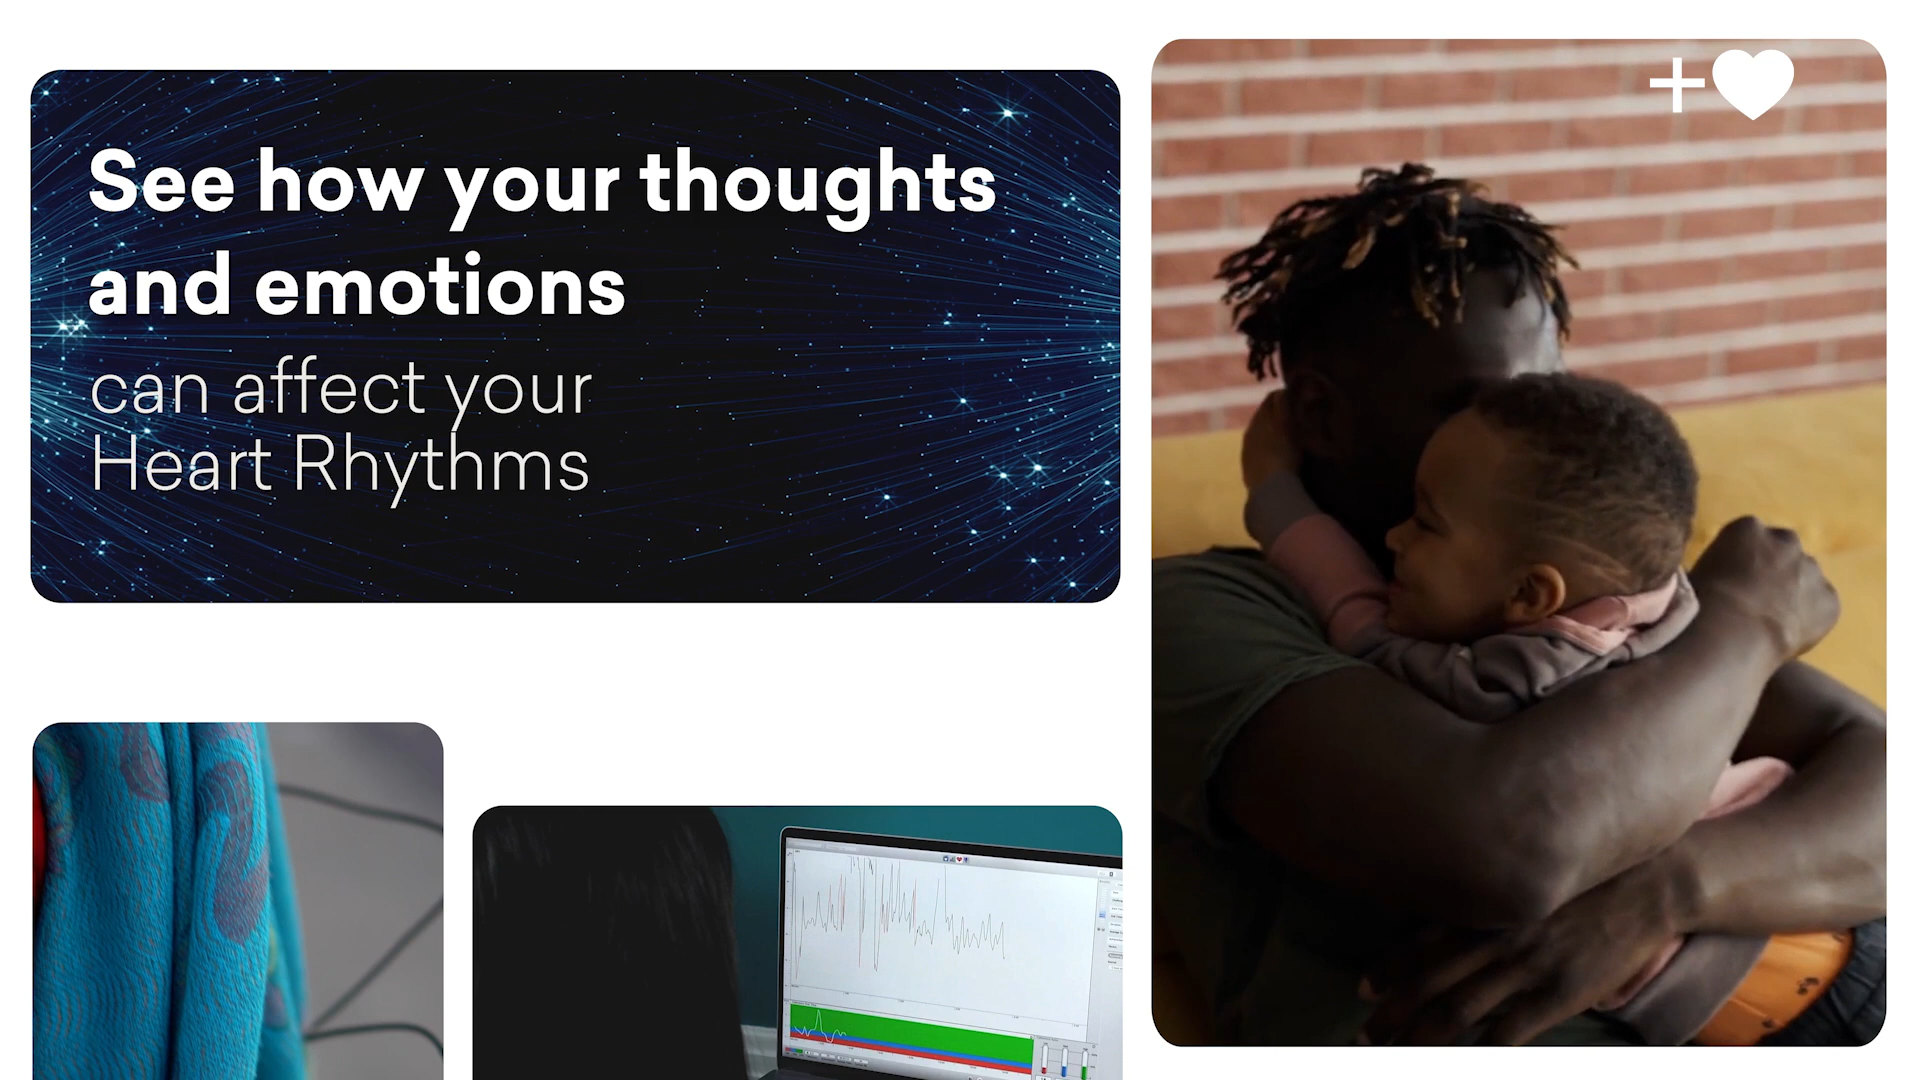 See how your thoughts
and emotions
can affect your
Heart Rhythms